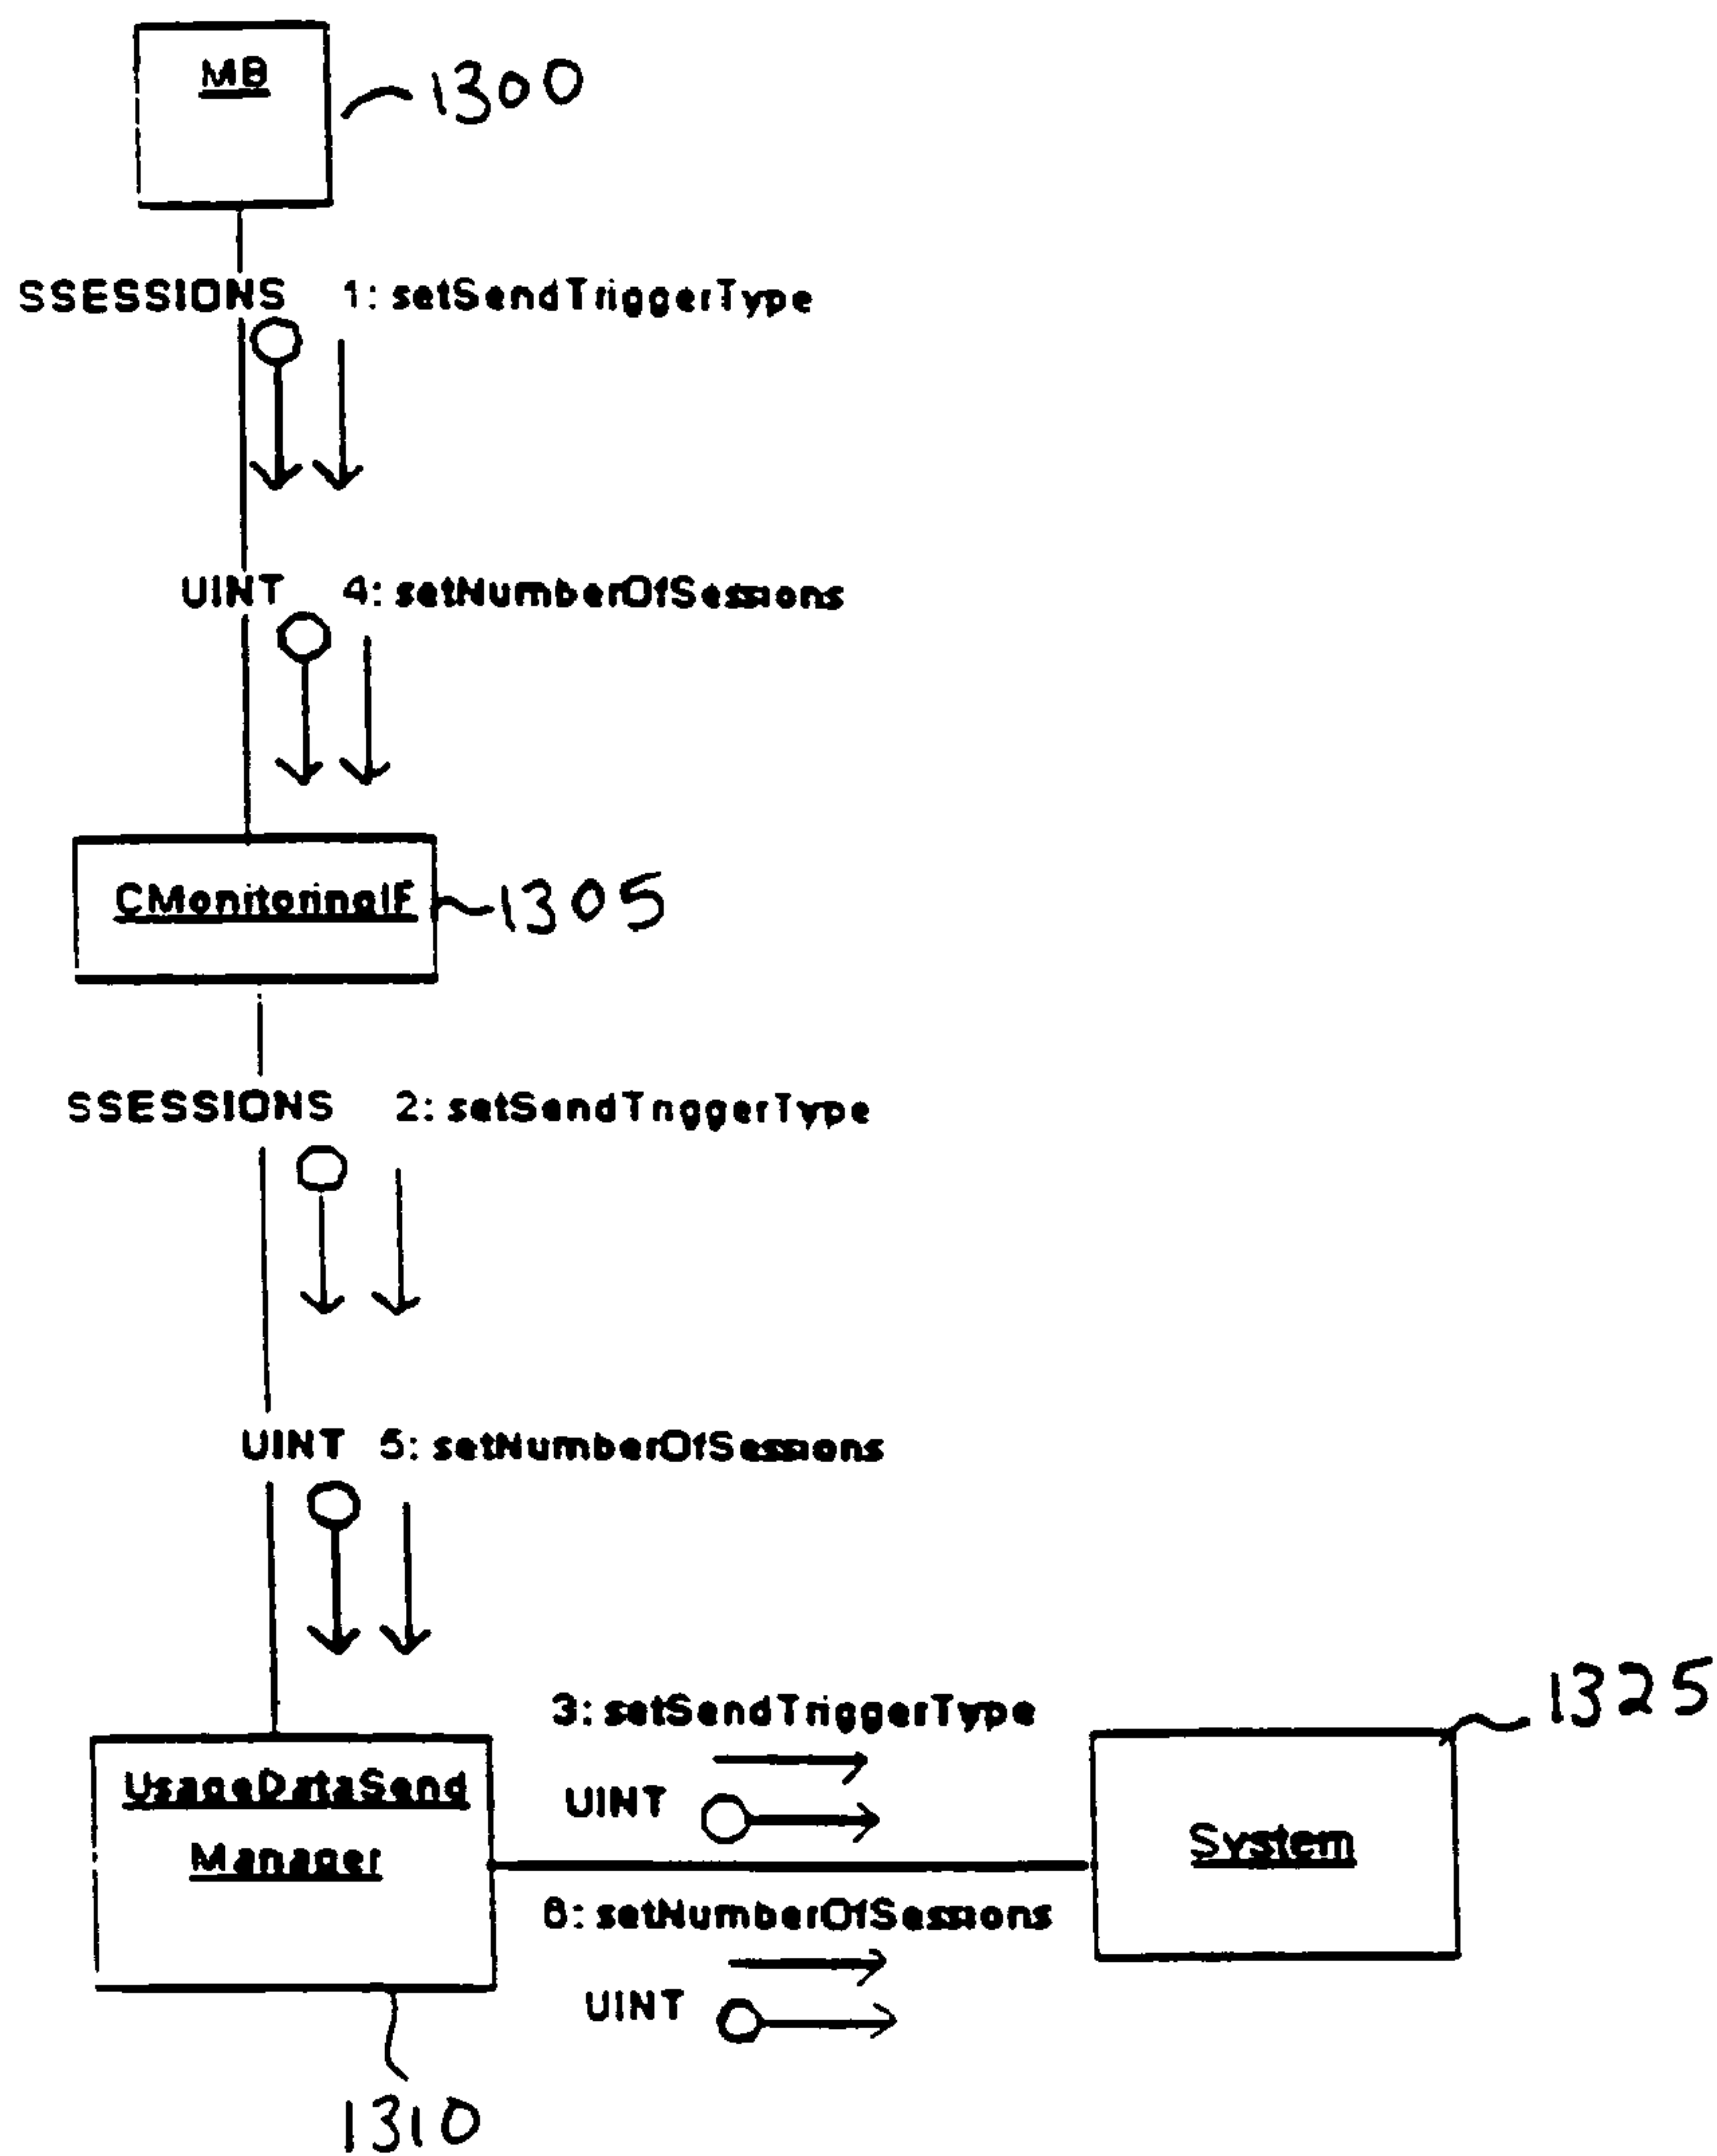 MB
1300
SSESSIONS 1: setSendTriggerType
UINT 4: setNumberOfSessions
CMonitoringIF
1305
SSESSIONS 2: setSendTriggerType
UINT 5: setNumberOfSessions
3: setSendTriggerType
1325
UsageDataSend
Manager
UINT
System
6: setNumberOfSessions
UINT
1310